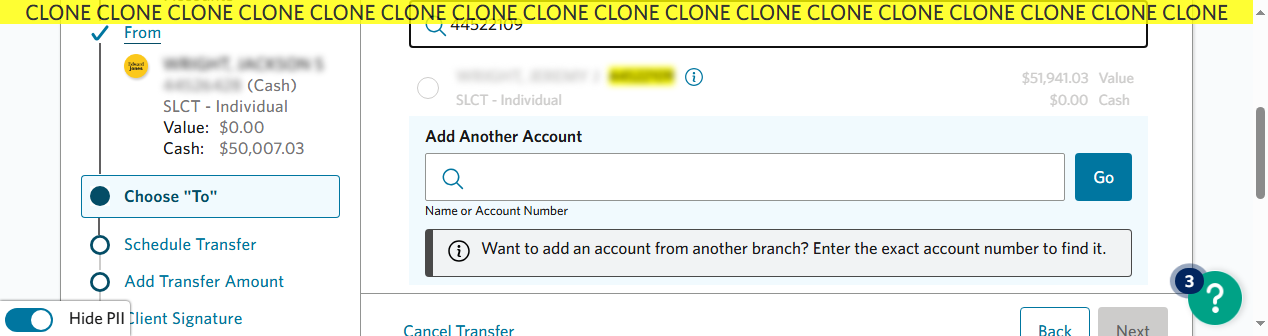 CLONE CLONE CLONE CLONE CLONE CLONE CLONE CLONE CLONE CLONE CLONE CLONE CLONE CLONE CLONE CLONE CLONE
From
Edward Jones
(Cash)
SLCT - Individual
Value: $0.00
Cash: $50,007.03
Choose "To"
Schedule Transfer
Add Transfer Amount
Client Signature
Hide PII
44522109
$51,941.03 Value
SLCT - Individual
$0.00 Cash
Add Another Account
Go
Name or Account Number
Want to add an account from another branch? Enter the exact account number to find it.
Cancel Transfer
Back
Next
3
?